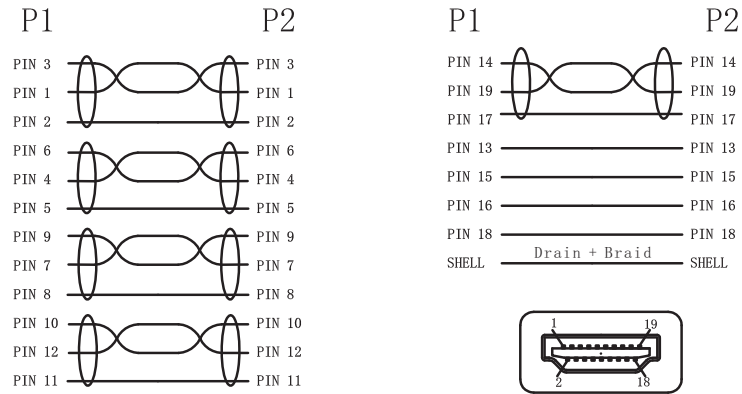 P1 P2
PIN 3 PIN 3
PIN 1 PIN 1
PIN 2 PIN 2
PIN 6 PIN 6
PIN 4 PIN 4
PIN 5 PIN 5
PIN 9 PIN 9
PIN 7 PIN 7
PIN 8 PIN 8
PIN 10 PIN 10
PIN 12 PIN 12
PIN 11 PIN 11
P1 P2
PIN 14 PIN 14
PIN 19 PIN 19
PIN 17 PIN 17
PIN 13 PIN 13
PIN 15 PIN 15
PIN 16 PIN 16
PIN 18 PIN 18
SHELL Drain + Braid SHELL
1 19
2 18